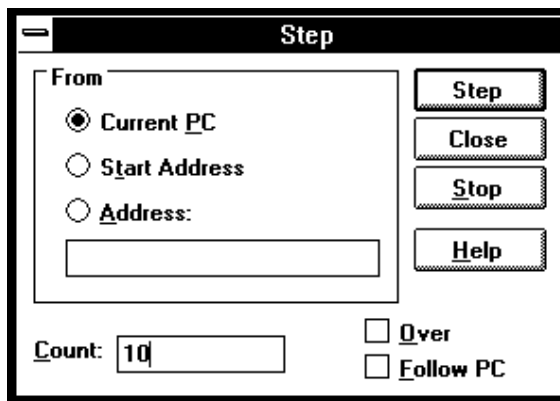 Step
From
Current PC
Start Address
Address:
Step
Close
Stop
Help
Count: 10
Over
Follow PC